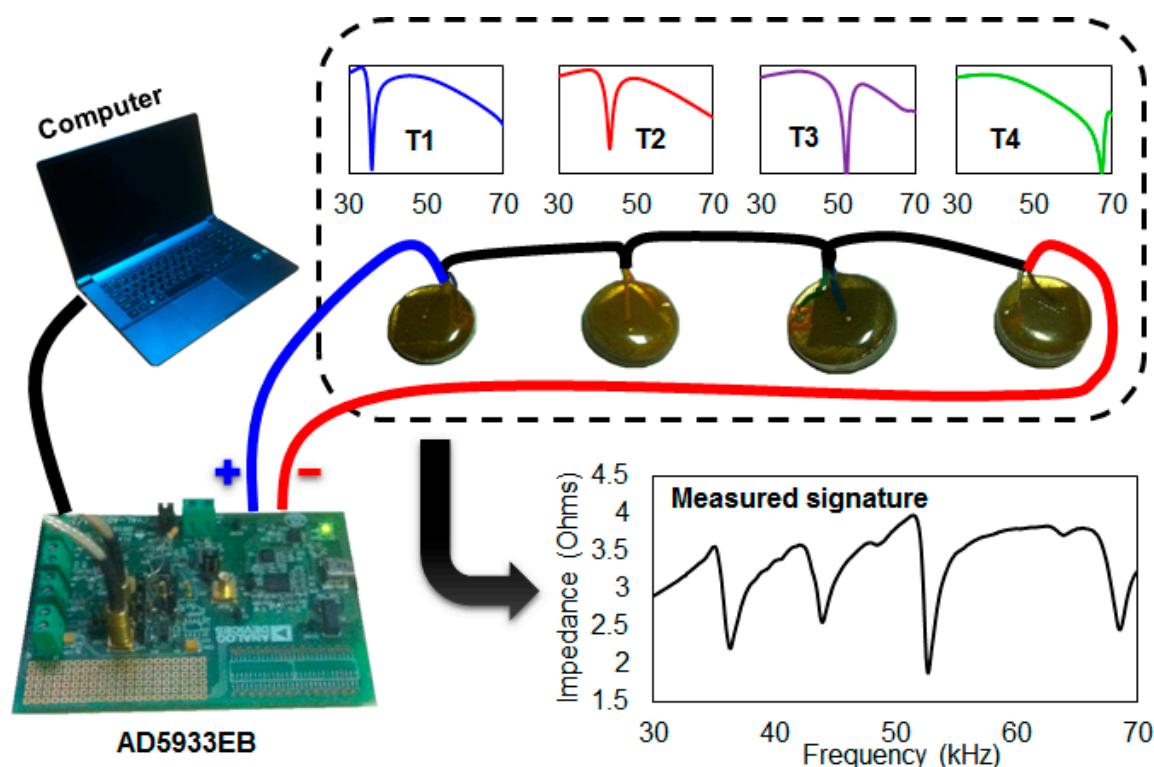 Computer
T1
T2
T3
T4
30 50 70
30 50 70
30 50 70
30 50 70
+
−
ANALOG
DEVICES
AD5933EB
Measured signature
Impedance (Ohms)
4.5
4
3.5
3
2.5
2
1.5
30 40 50 60 70
Frequency (kHz)